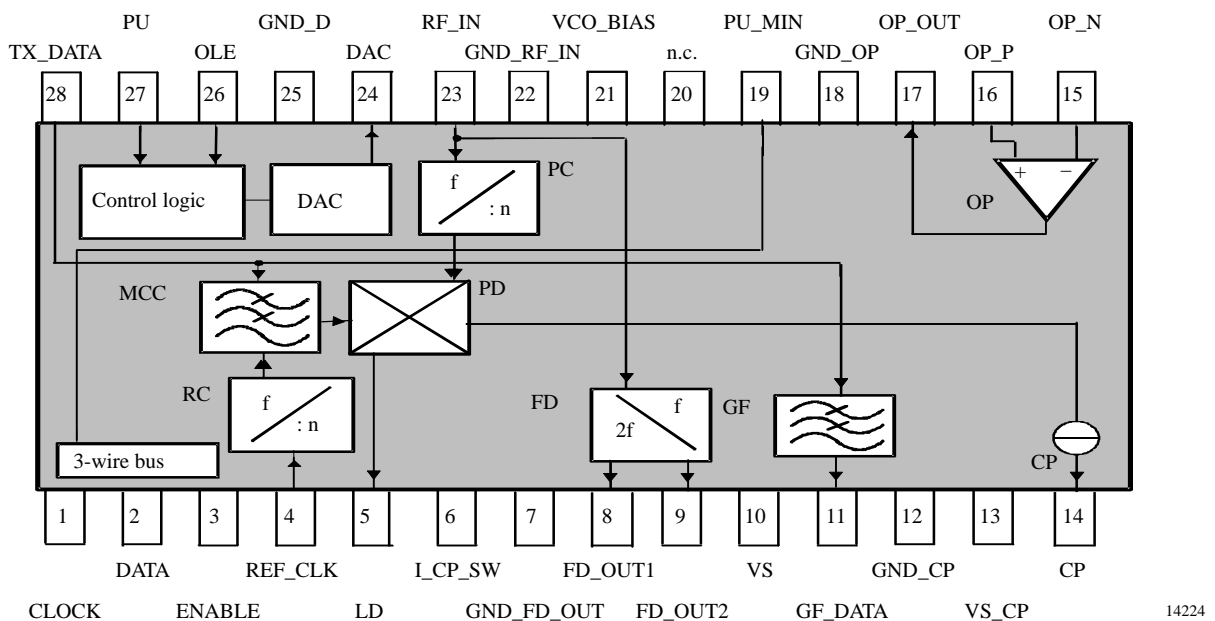 PU GND_D RF_IN VCO_BIAS PU_MIN OP_OUT OP_N
TX_DATA OLE DAC GND_RF_IN n.c. GND_OP OP_P
28 27 26 25 24 23 22 21 20 19 18 17 16 15
PC
f
: n
Control logic
DAC
+ −
OP
MCC
PD
RC
f
: n
FD
f
2f
GF
3-wire bus
CP
1 2 3 4 5 6 7 8 9 10 11 12 13 14
DATA REF_CLK I_CP_SW FD_OUT1 VS GND_CP CP
CLOCK ENABLE LD GND_FD_OUT FD_OUT2 GF_DATA VS_CP
14224